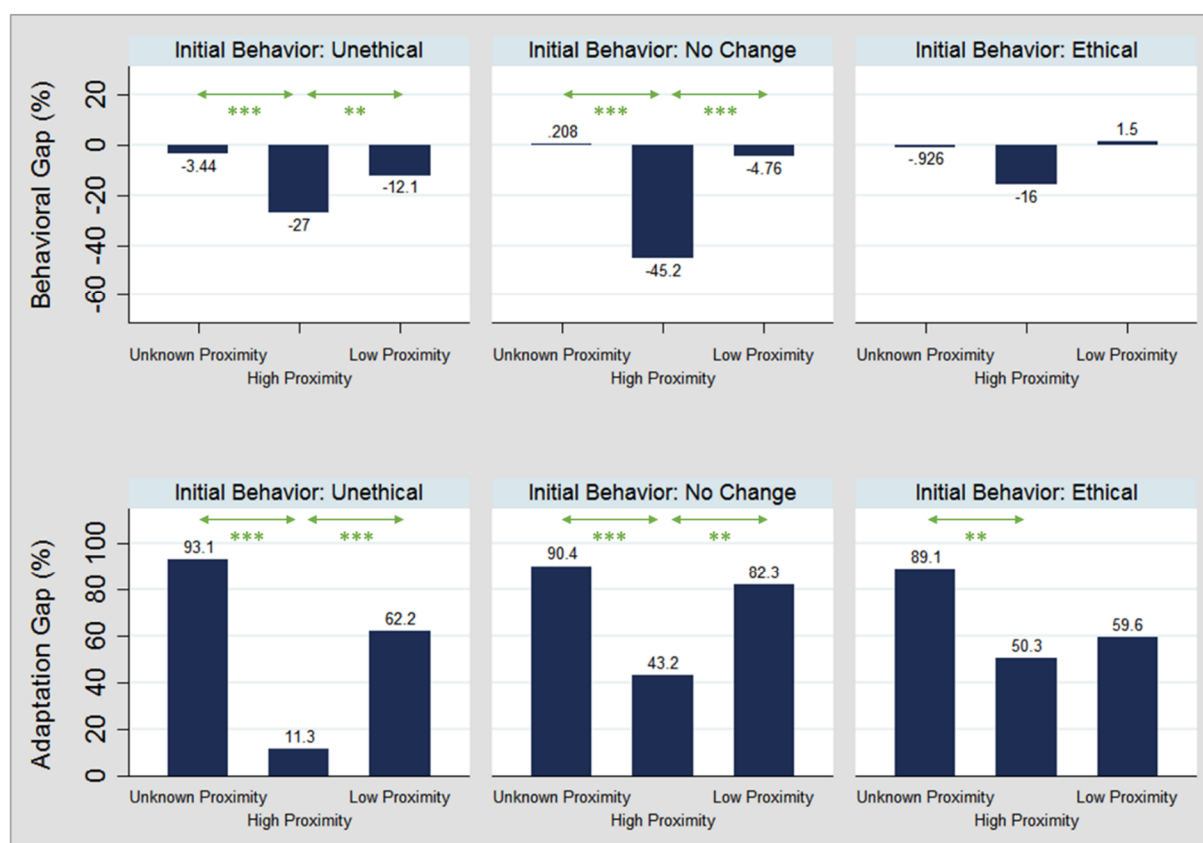 Initial Behavior: Unethical
Initial Behavior: No Change
Initial Behavior: Ethical
Behavioral Gap (%)
20
0
-20
-40
-60
***
**
-3.44
-27
-12.1
***
***
.208
-45.2
-4.76
-.926
-16
1.5
Unknown Proximity
High Proximity
Low Proximity
Unknown Proximity
High Proximity
Low Proximity
Unknown Proximity
High Proximity
Low Proximity
Initial Behavior: Unethical
Initial Behavior: No Change
Initial Behavior: Ethical
Adaptation Gap (%)
100
80
60
40
20
0
***
***
93.1
11.3
62.2
***
**
90.4
43.2
82.3
**
89.1
50.3
59.6
Unknown Proximity
High Proximity
Low Proximity
Unknown Proximity
High Proximity
Low Proximity
Unknown Proximity
High Proximity
Low Proximity